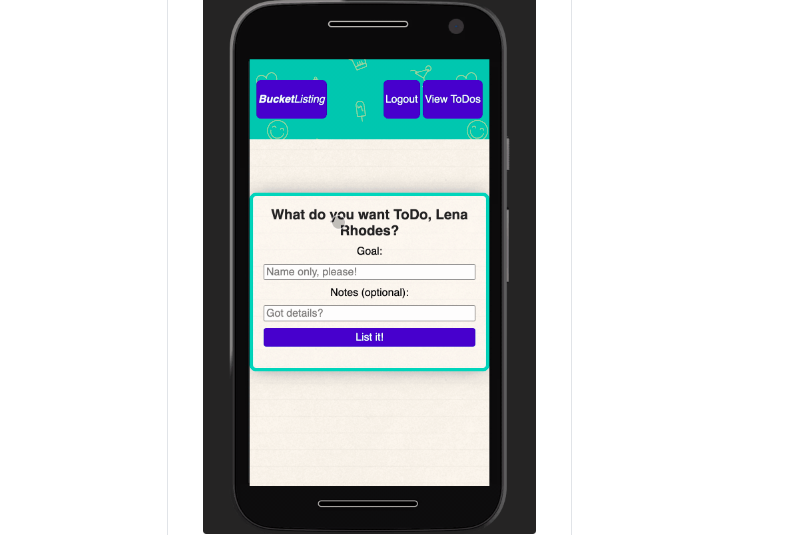 BucketListing
Logout
View ToDos
What do you want ToDo, Lena
Rhodes?
Goal:
Name only, please!
Notes (optional):
Got details?
List it!